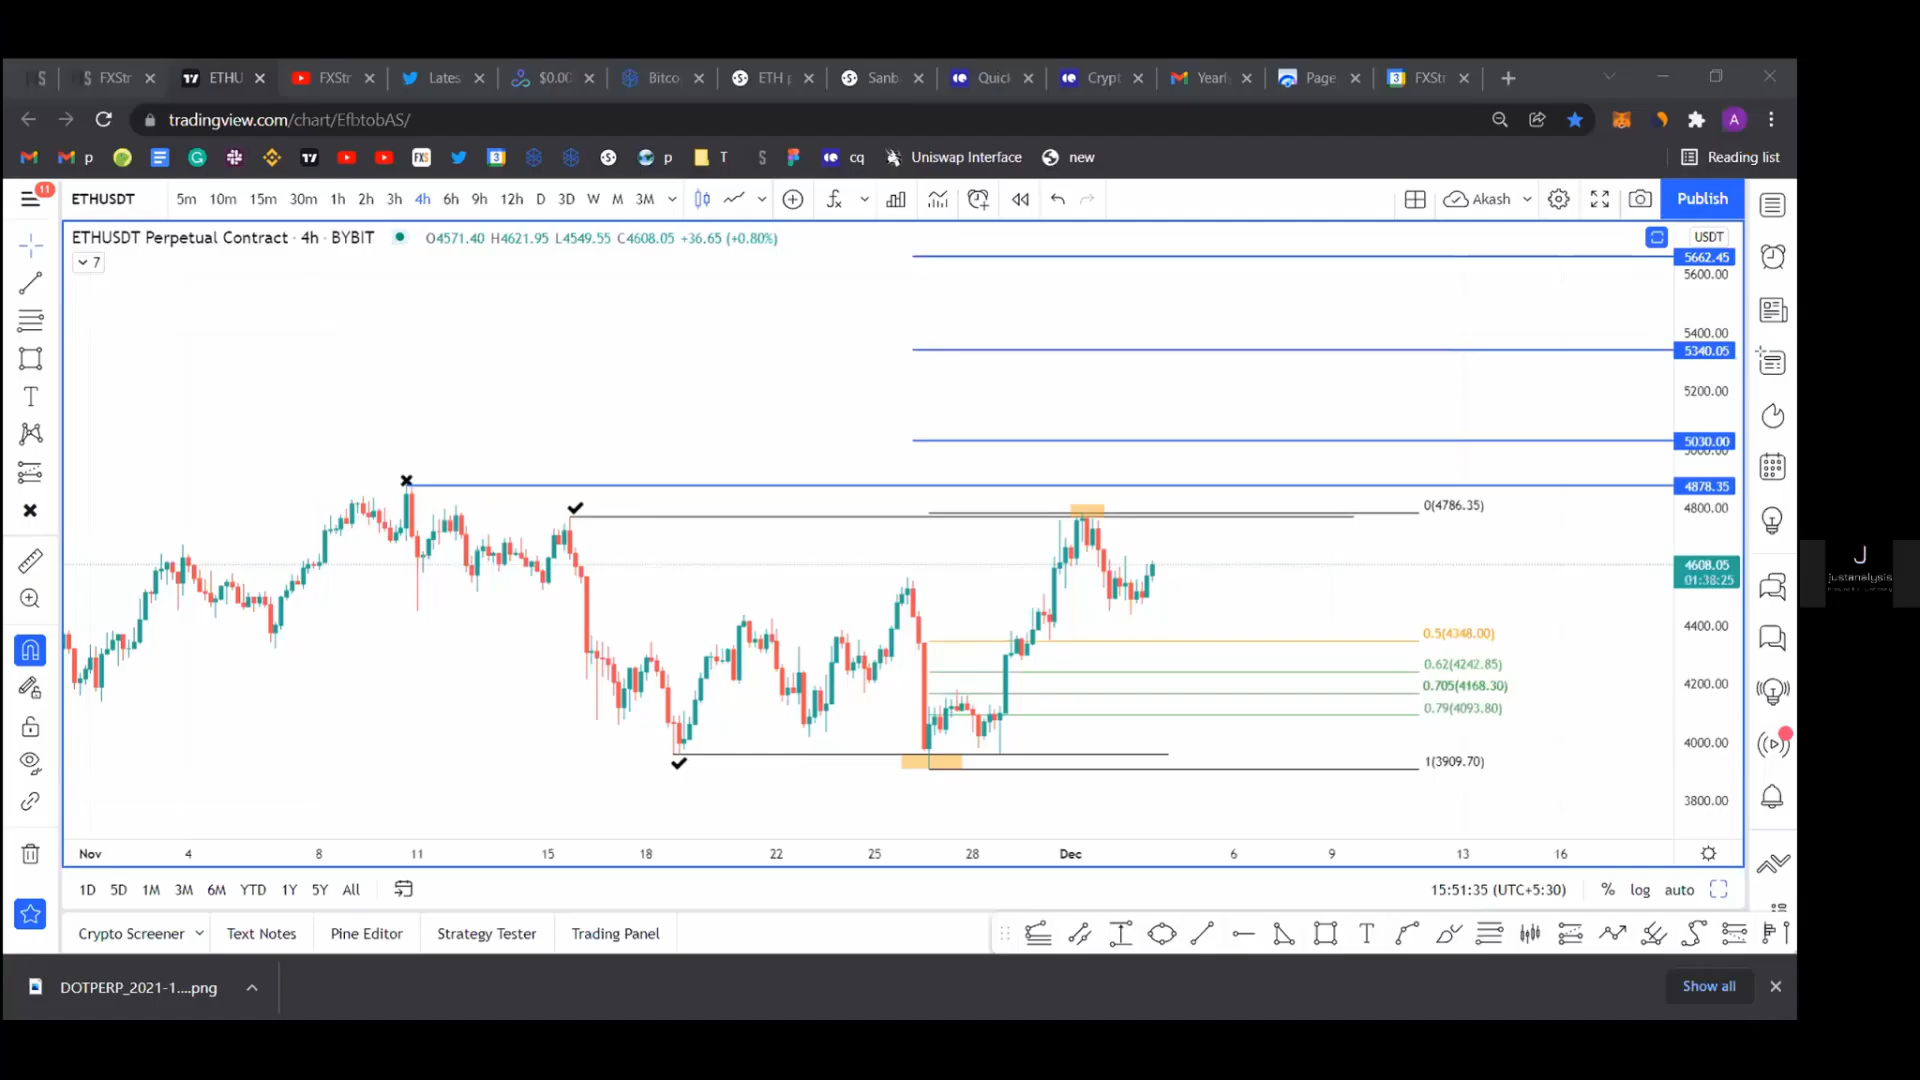 FXStr ETHU FXStr Lates $0.00 Bitco ETH p Sanb Quick Crypt Yearl Page FXStr
tradingview.com/chart/EfbtobAS/
p FXS p T cq Uniswap Interface new Reading list
11 ETHUSDT 5m 10m 15m 30m 1h 2h 3h 4h 6h 9h 12h D 3D W M 3M Akash Publish
ETHUSDT Perpetual Contract · 4h · BYBIT O4571.40 H4621.95 L4549.55 C4608.05 +36.65 (+0.80%) USDT
7
5662.45
5600.00
5400.00
5340.05
5200.00
5030.00
5000.00
4878.35
0(4786.35) 4800.00
4608.05
01:38:25
J
justanalysis
0.5(4348.00) 4400.00
0.62(4242.85)
0.705(4168.30) 4200.00
0.79(4093.80)
4000.00
1(3909.70)
3800.00
Nov 4 8 11 15 18 22 25 28 Dec 6 9 13 16
1D 5D 1M 3M 6M YTD 1Y 5Y All 15:51:35 (UTC+5:30) % log auto
Crypto Screener Text Notes Pine Editor Strategy Tester Trading Panel
DOTPERP_2021-1....png Show all